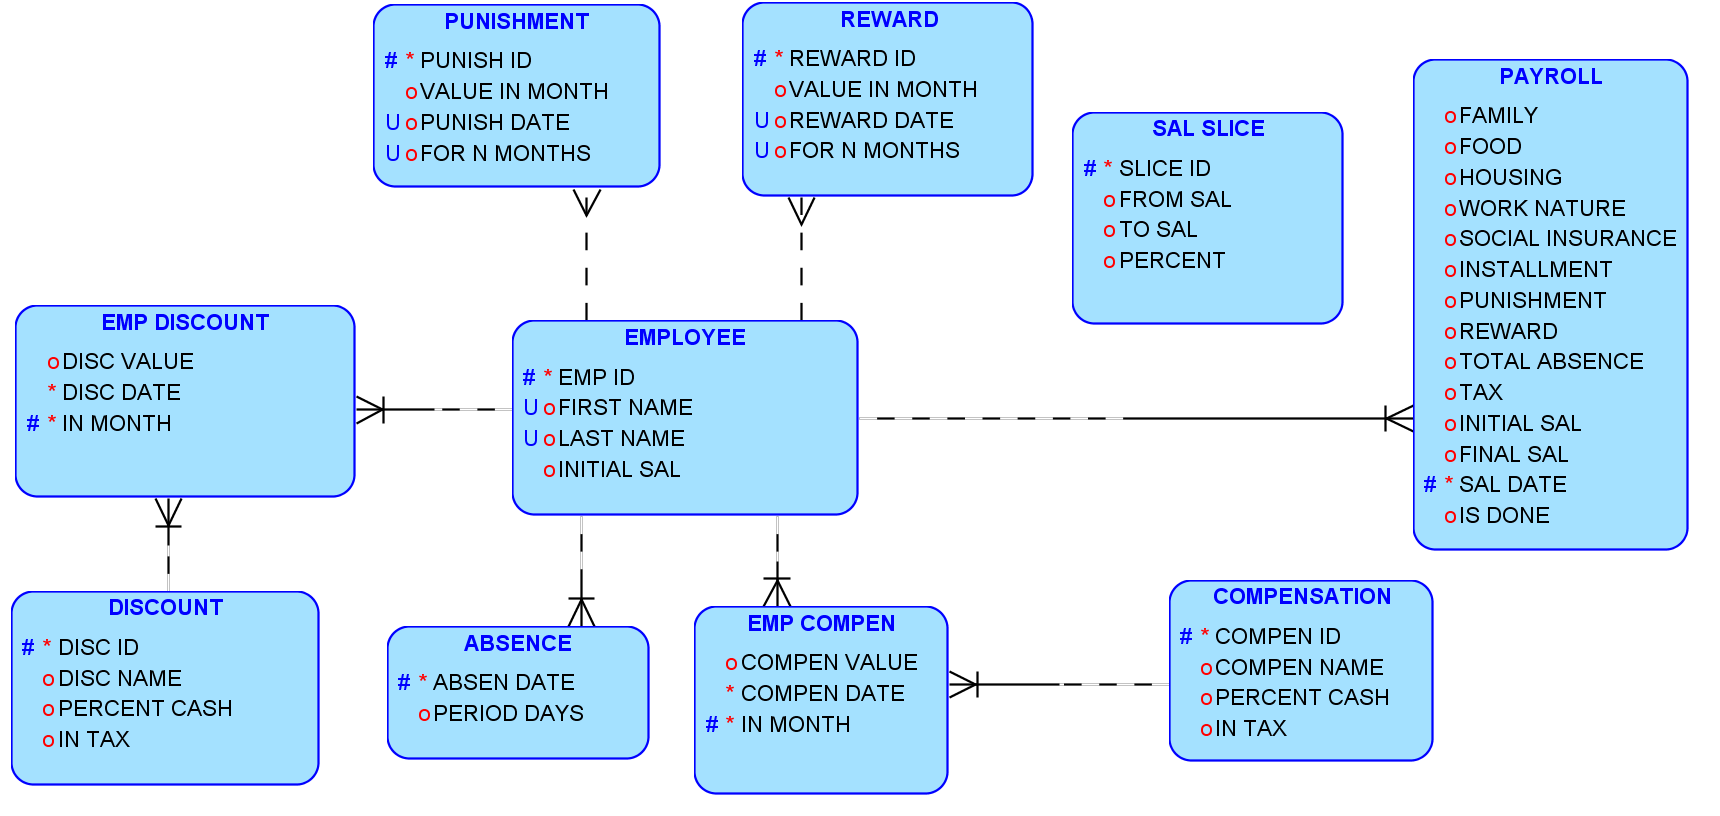 PUNISHMENT
# * PUNISH ID
o VALUE IN MONTH
U o PUNISH DATE
U o FOR N MONTHS
REWARD
# * REWARD ID
o VALUE IN MONTH
U o REWARD DATE
U o FOR N MONTHS
SAL SLICE
# * SLICE ID
o FROM SAL
o TO SAL
o PERCENT
PAYROLL
o FAMILY
o FOOD
o HOUSING
o WORK NATURE
o SOCIAL INSURANCE
o INSTALLMENT
o PUNISHMENT
o REWARD
o TOTAL ABSENCE
o TAX
o INITIAL SAL
o FINAL SAL
# * SAL DATE
o IS DONE
EMP DISCOUNT
o DISC VALUE
* DISC DATE
# * IN MONTH
EMPLOYEE
# * EMP ID
U o FIRST NAME
U o LAST NAME
o INITIAL SAL
DISCOUNT
# * DISC ID
o DISC NAME
o PERCENT CASH
o IN TAX
ABSENCE
# * ABSEN DATE
o PERIOD DAYS
EMP COMPEN
o COMPEN VALUE
* COMPEN DATE
# * IN MONTH
COMPENSATION
# * COMPEN ID
o COMPEN NAME
o PERCENT CASH
o IN TAX